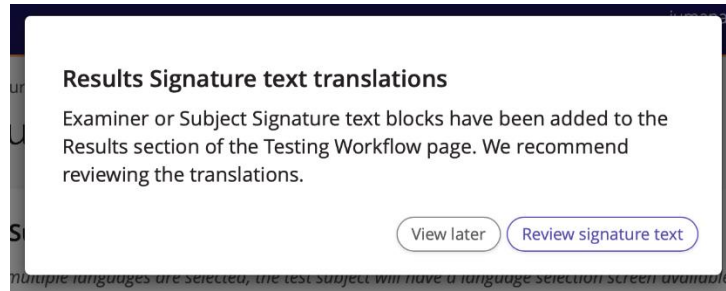 Results Signature text translations
Examiner or Subject Signature text blocks have been added to the
Results section of the Testing Workflow page. We recommend
reviewing the translations.
View later
Review signature text
multiple languages are selected, the test subject will have a language selection screen available